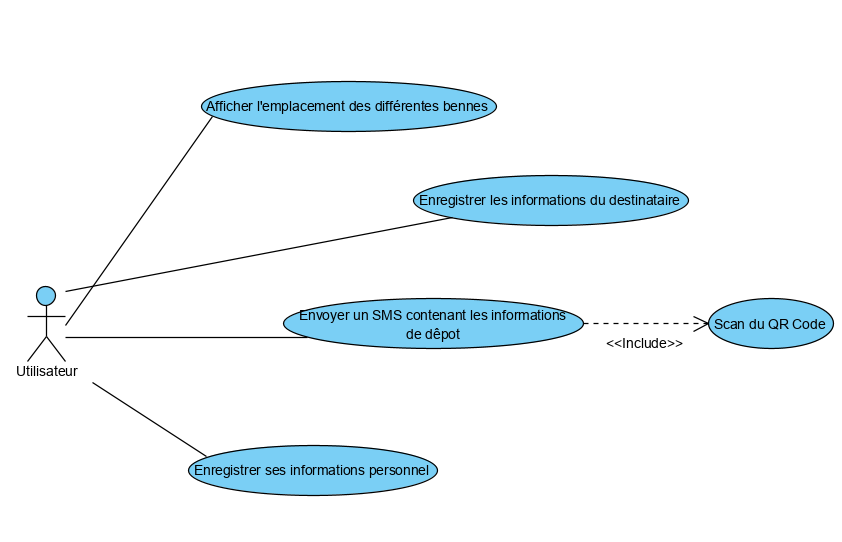 Afficher l'emplacement des différentes bennes
Enregistrer les informations du destinataire
Envoyer un SMS contenant les informations
de dêpot
Scan du QR Code
<<Include>>
Utilisateur
Enregistrer ses informations personnel